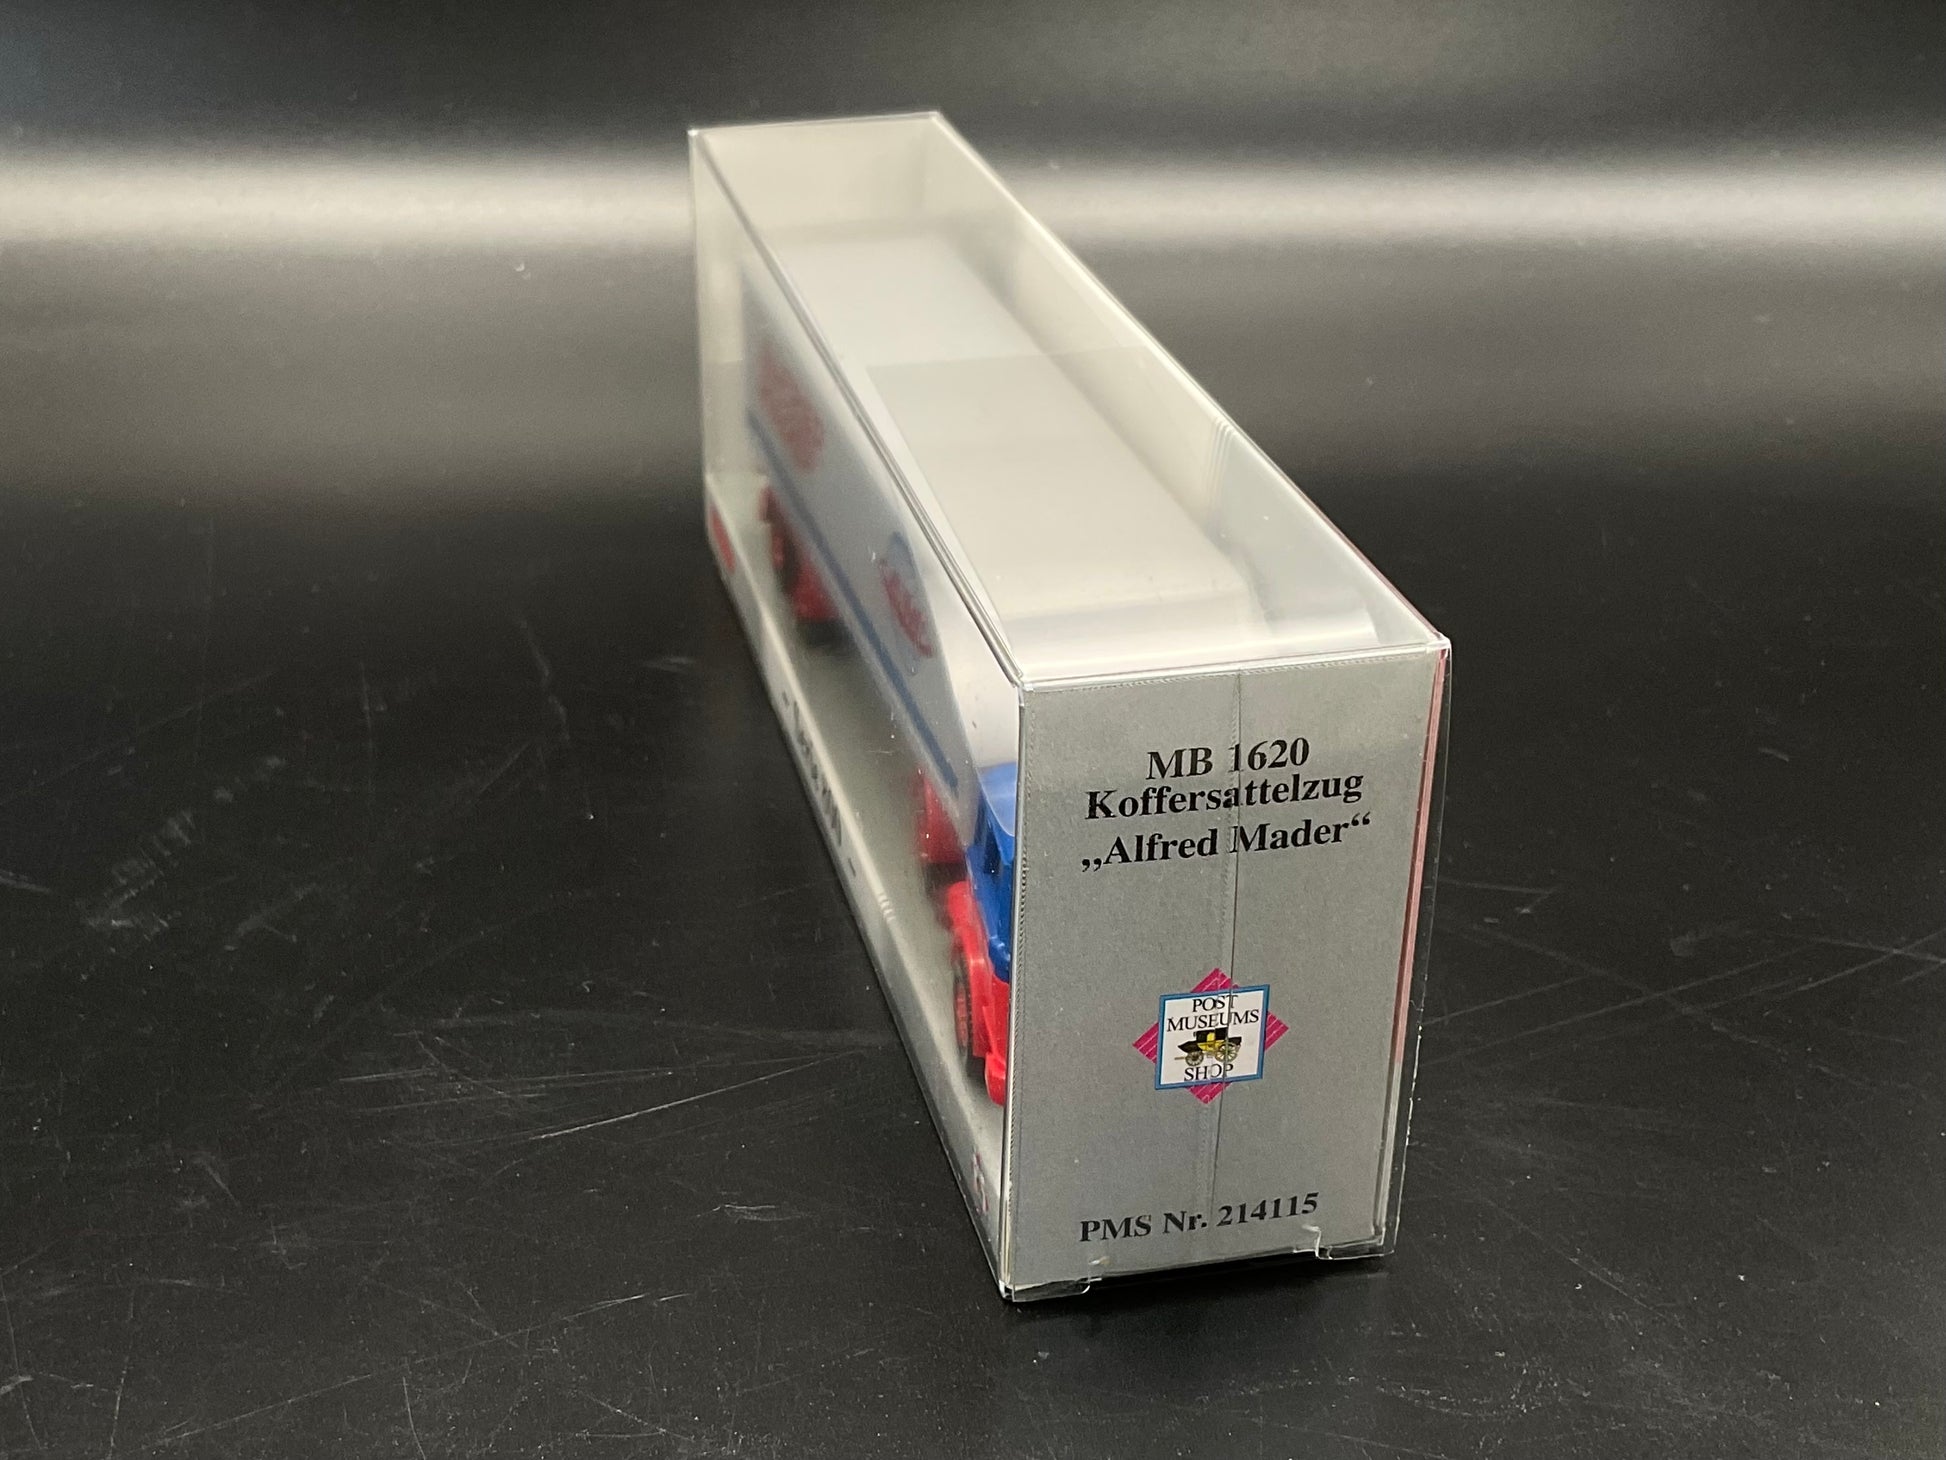 MB 1620
Koffersattelzug
„Alfred Mader“
POST
MUSEUMS
SHOP
PMS Nr. 214115